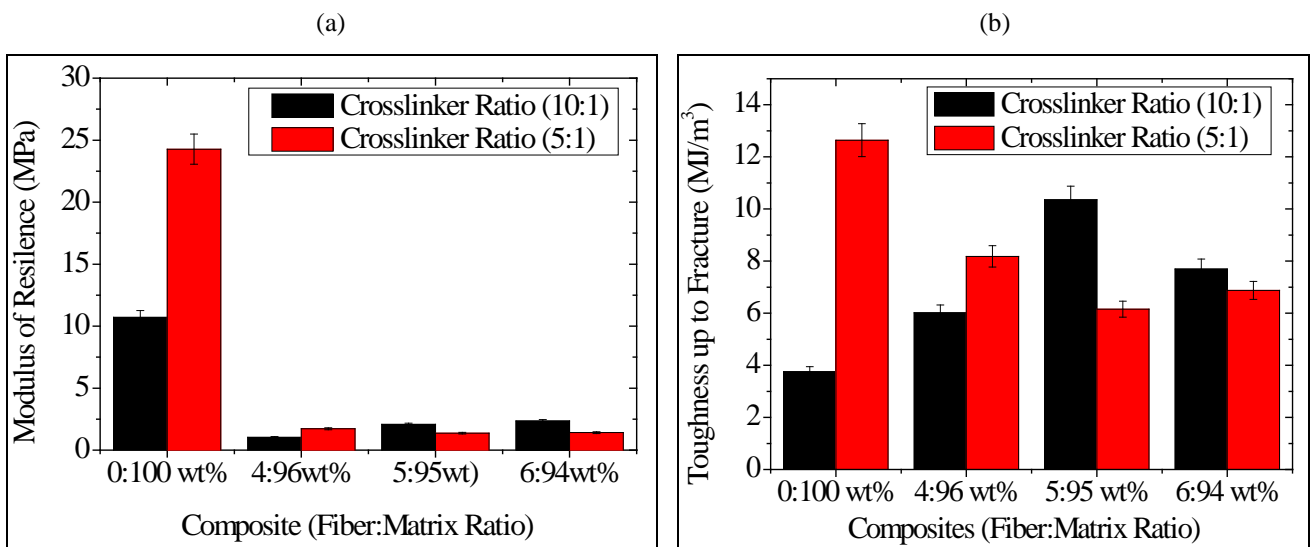 (a)
(b)
30
25
20
15
10
5
0
Modulus of Resilence (MPa)
Crosslinker Ratio (10:1)
Crosslinker Ratio (5:1)
0:100 wt%
4:96wt%
5:95wt)
6:94wt%
Composite (Fiber:Matrix Ratio)
14
12
10
8
6
4
2
0
Toughness up to Fracture (MJ/m³)
Crosslinker Ratio (10:1)
Crosslinker Ratio (5:1)
0:100 wt%
4:96 wt%
5:95 wt%
6:94 wt%
Composites (Fiber:Matrix Ratio)